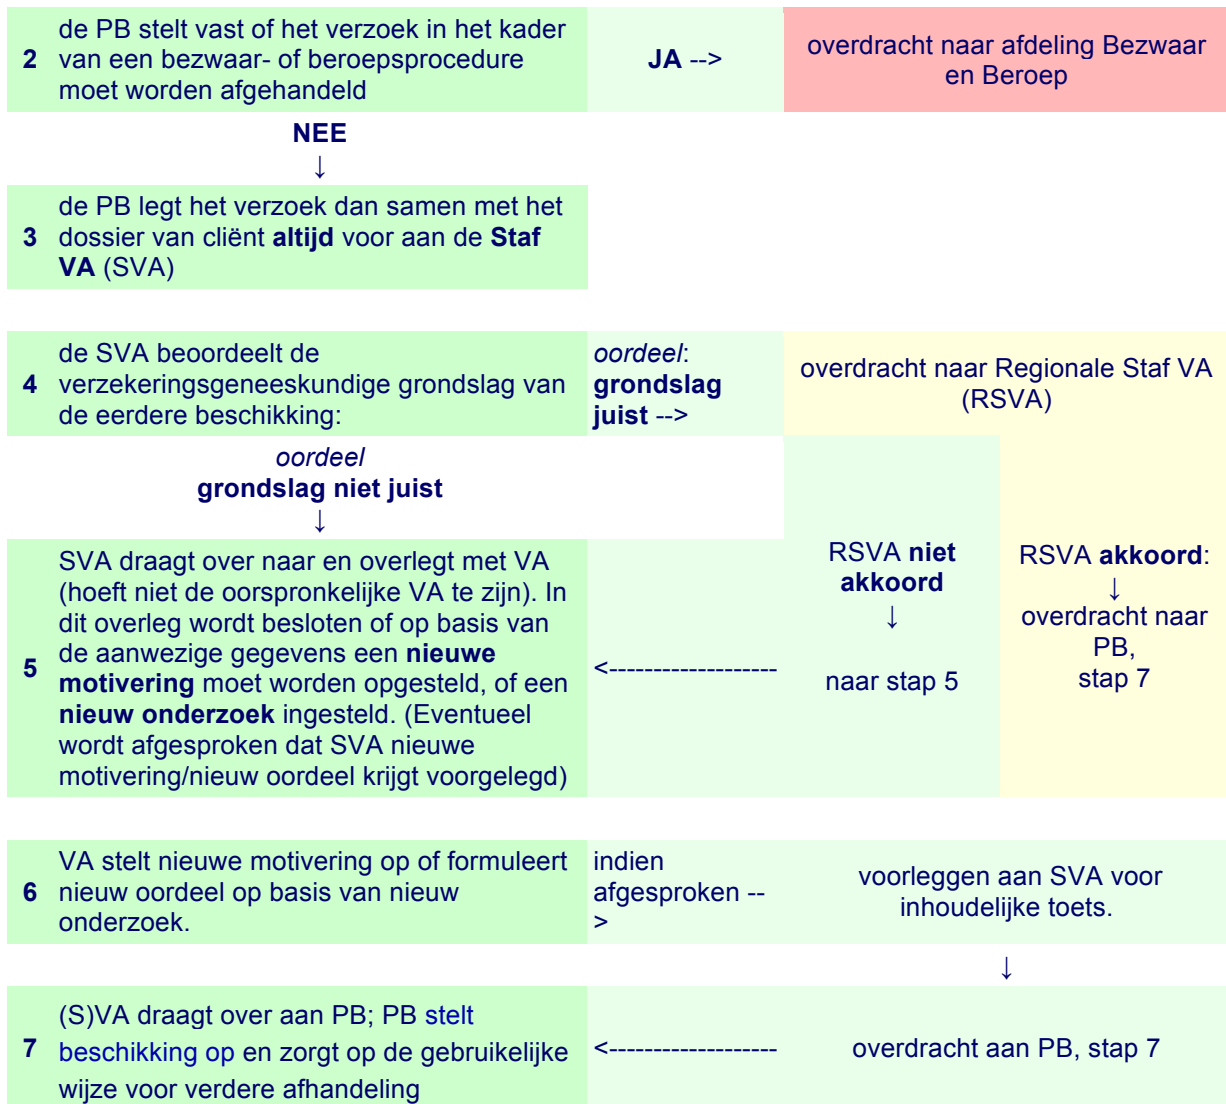 de PB stelt vast of het verzoek in het kader
2 van een bezwaar- of beroepsprocedure
moet worden afgehandeld
JA -->
overdracht naar afdeling Bezwaar
en Beroep
NEE
↓
de PB legt het verzoek dan samen met het
3 dossier van cliënt altijd voor aan de Staf
VA (SVA)
de SVA beoordeelt de
4 verzekeringsgeneeskundige grondslag van
de eerdere beschikking:
oordeel:
grondslag
juist -->
overdracht naar Regionale Staf VA
(RSVA)
oordeel
grondslag niet juist
↓
SVA draagt over naar en overlegt met VA
(hoeft niet de oorspronkelijke VA te zijn). In
dit overleg wordt besloten of op basis van
de aanwezige gegevens een nieuwe
5 motivering moet worden opgesteld, of een
nieuw onderzoek ingesteld. (Eventueel
wordt afgesproken dat SVA nieuwe
motivering/nieuw oordeel krijgt voorgelegd)
<-------------------
RSVA niet
akkoord
↓
naar stap 5
RSVA akkoord:
↓
overdracht naar
PB,
stap 7
VA stelt nieuwe motivering op of formuleert
6 nieuw oordeel op basis van nieuw
onderzoek.
indien
afgesproken --
>
voorleggen aan SVA voor
inhoudelijke toets.
↓
(S)VA draagt over aan PB; PB stelt
7 beschikking op en zorgt op de gebruikelijke
wijze voor verdere afhandeling
<-------------------
overdracht aan PB, stap 7